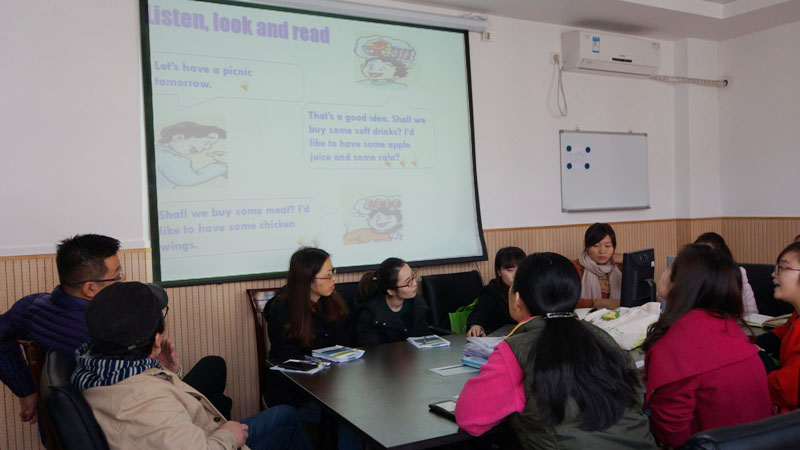 Listen, look and read
Let's have a picnic
tomorrow.
That's a good idea. Shall we
buy some soft drinks? I'd
like to have some apple
juice and some cola?
Shall we buy some meat? I'd
like to have some chicken
wings.